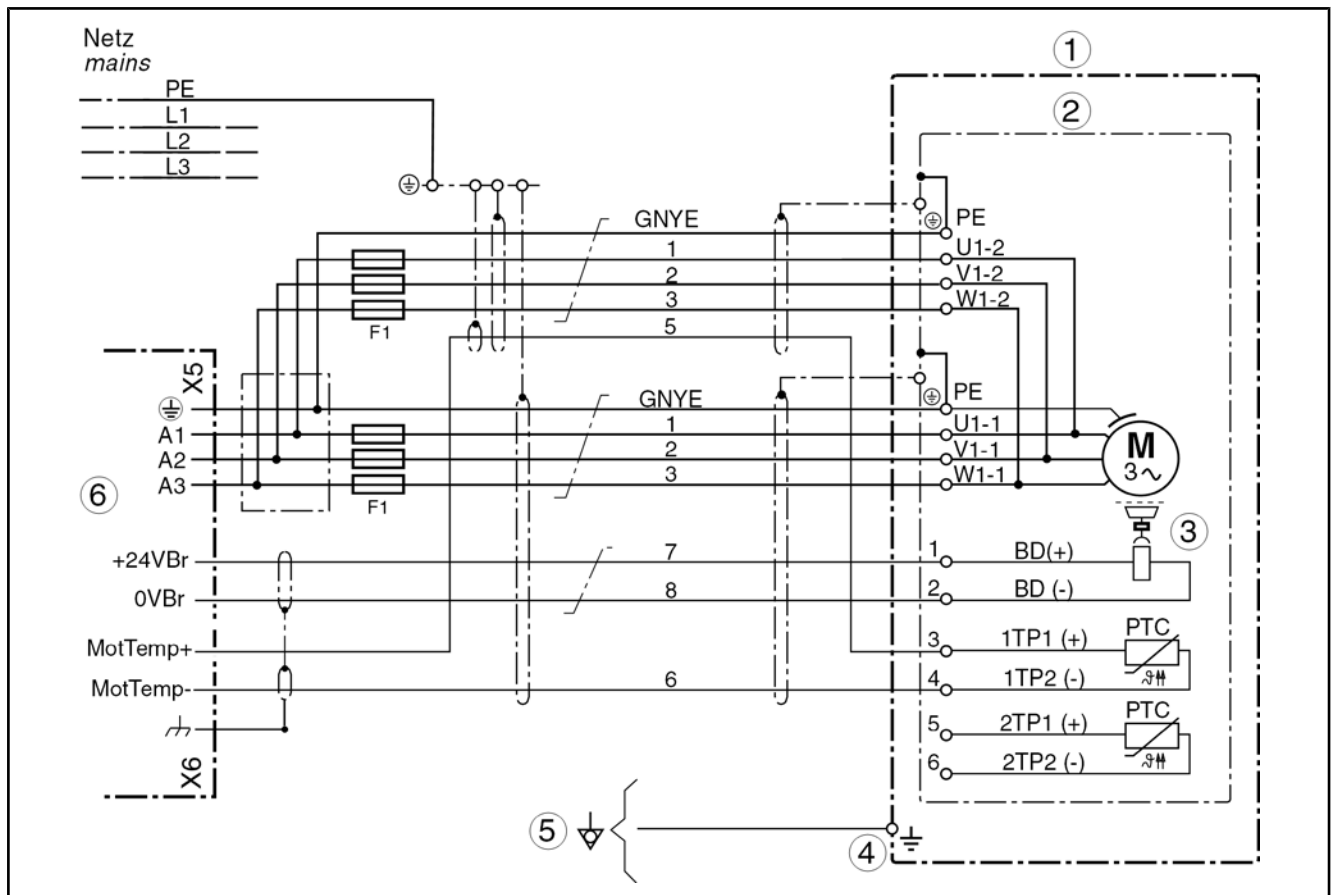 Netz
mains
PE
L1
L2
L3
1
2
GNYE
1
2
3
5
F1
PE
U1-2
V1-2
W1-2
X5
A1
A2
A3
6
GNYE
1
2
3
F1
PE
U1-1
V1-1
W1-1
M
3~
3
+24VBr
0VBr
MotTemp+
MotTemp-
X6
7
8
6
1 BD(+)
2 BD (-)
3 1TP1 (+) PTC
4 1TP2 (-) ϑ
5 2TP1 (+) PTC
6 2TP2 (-) ϑ
5
4